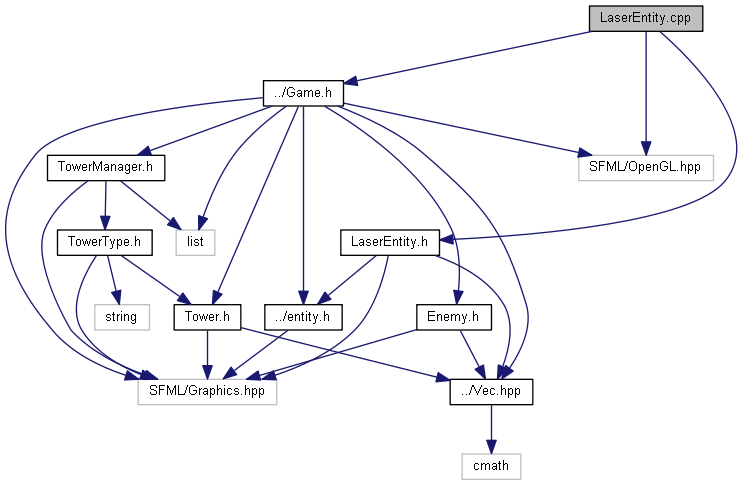 LaserEntity.cpp
../Game.h
TowerManager.h
SFML/OpenGL.hpp
TowerType.h
list
LaserEntity.h
string
Tower.h
../entity.h
Enemy.h
SFML/Graphics.hpp
../Vec.hpp
cmath